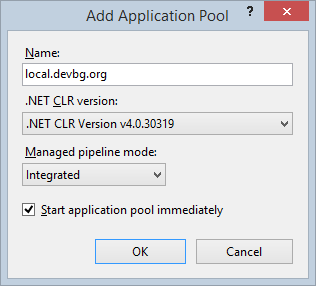 Add Application Pool
?
Name:
local.devbg.org
.NET CLR version:
.NET CLR Version v4.0.30319
Managed pipeline mode:
Integrated
Start application pool immediately
OK Cancel